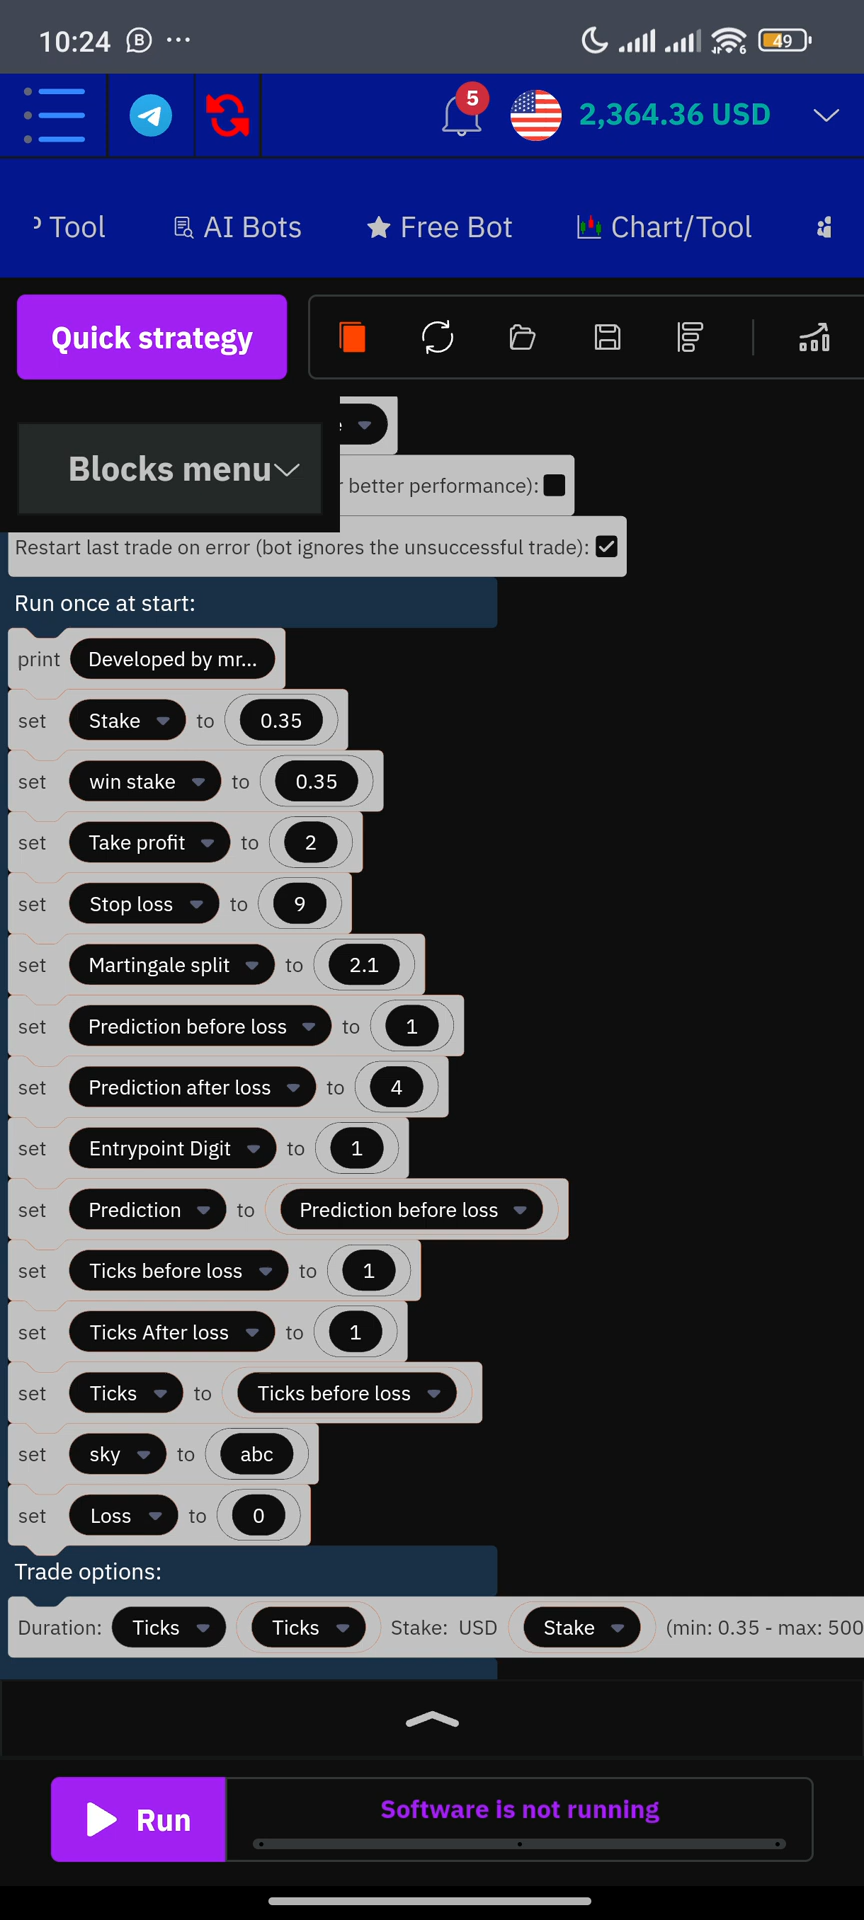 10:24
49
5
2,364.36 USD
Tool
AI Bots
Free Bot
Chart/Tool
Quick strategy
Blocks menu
better performance):
Restart last trade on error (bot ignores the unsuccessful trade):
Run once at start:
print Developed by mr...
set Stake to 0.35
set win stake to 0.35
set Take profit to 2
set Stop loss to 9
set Martingale split to 2.1
set Prediction before loss to 1
set Prediction after loss to 4
set Entrypoint Digit to 1
set Prediction to Prediction before loss
set Ticks before loss to 1
set Ticks After loss to 1
set Ticks to Ticks before loss
set sky to abc
set Loss to 0
Trade options:
Duration: Ticks Ticks Stake: USD Stake (min: 0.35 - max: 500
Run
Software is not running